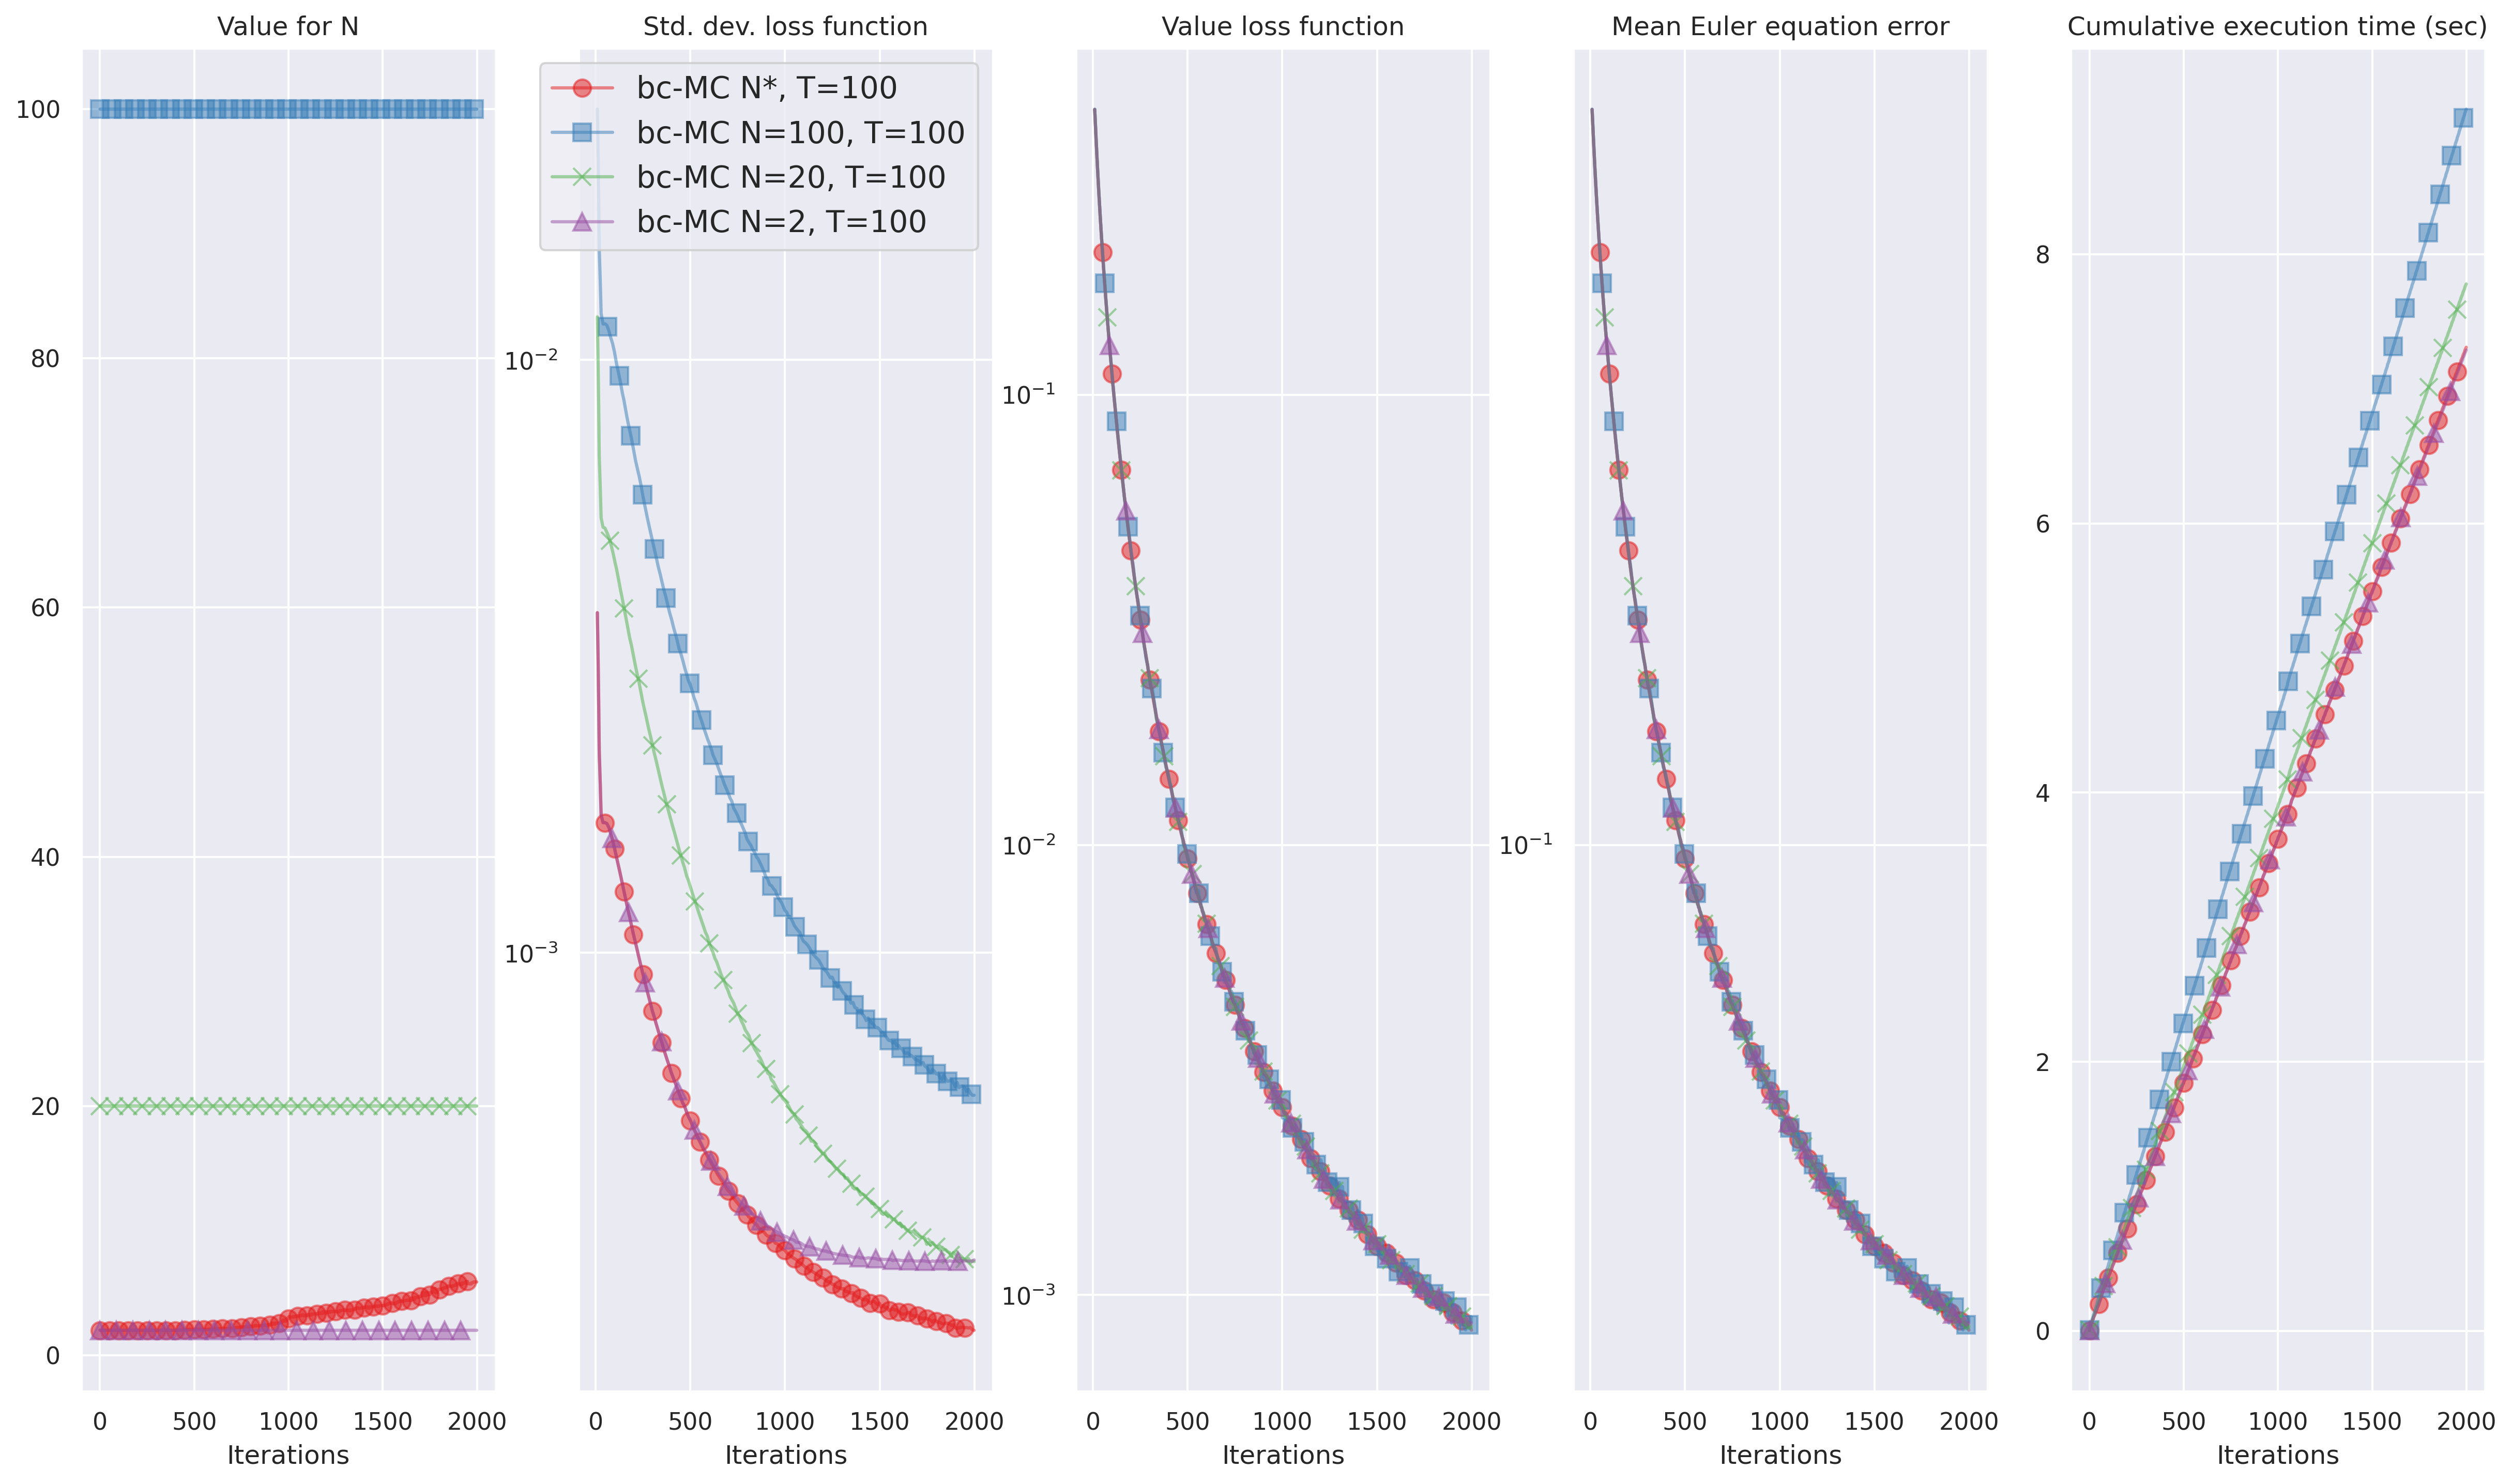 Value for N
Std. dev. loss function
Value loss function
Mean Euler equation error
Cumulative execution time (sec)
bc-MC N*, T=100
bc-MC N=100, T=100
bc-MC N=20, T=100
bc-MC N=2, T=100
100
80
60
40
20
0
10⁻²
10⁻³
10⁻¹
10⁻²
10⁻³
10⁻¹
8
6
4
2
0
0 500 1000 1500 2000
Iterations
0 500 1000 1500 2000
Iterations
0 500 1000 1500 2000
Iterations
0 500 1000 1500 2000
Iterations
0 500 1000 1500 2000
Iterations